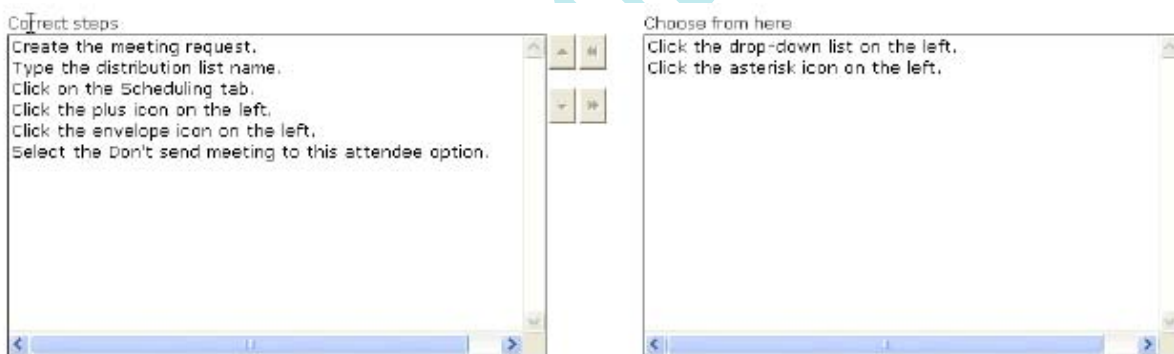 Correct steps
Create the meeting request.
Type the distribution list name.
Click on the Scheduling tab.
Click the plus icon on the left.
Click the envelope icon on the left.
Select the Don't send meeting to this attendee option.
Choose from here
Click the drop-down list on the left.
Click the asterisk icon on the left.